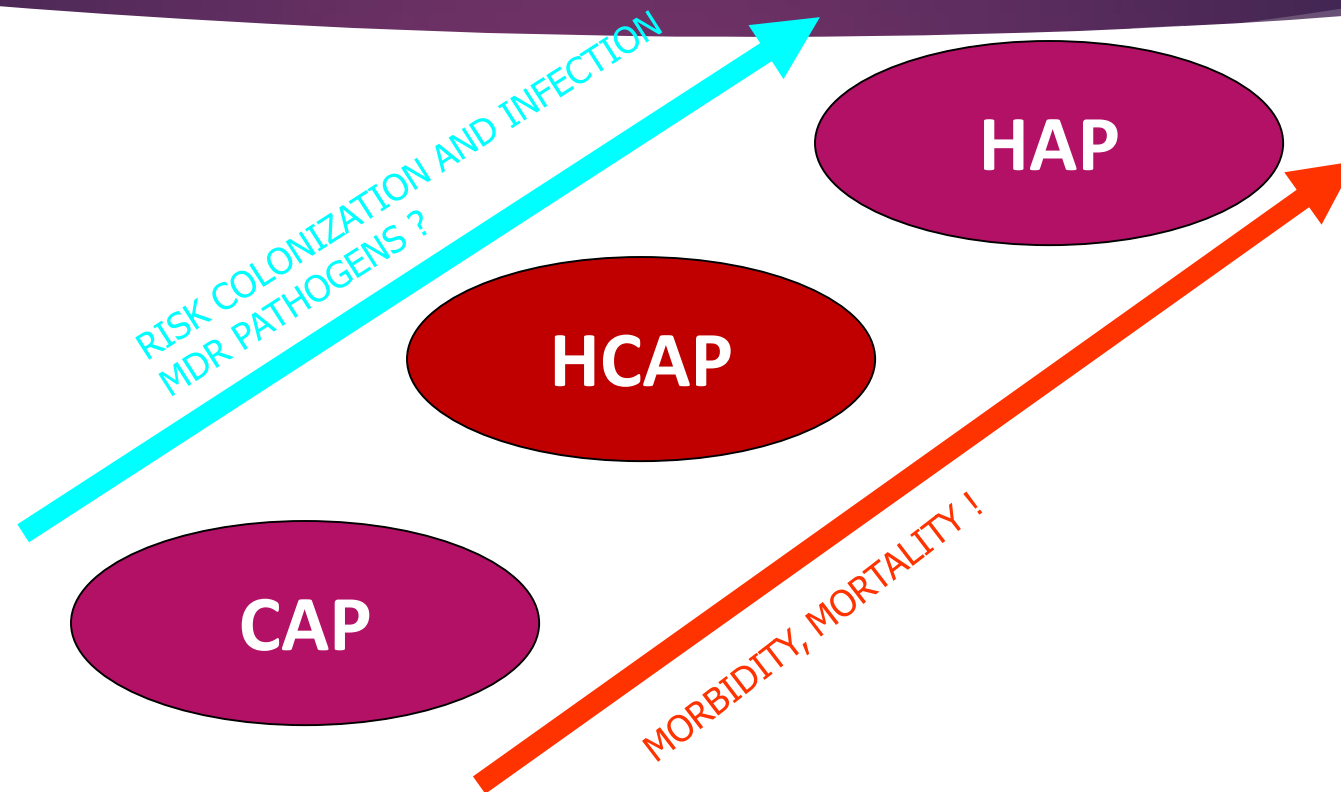 RISK COLONIZATION AND INFECTION
MDR PATHOGENS ?
HAP
HCAP
CAP
MORBIDITY, MORTALITY !